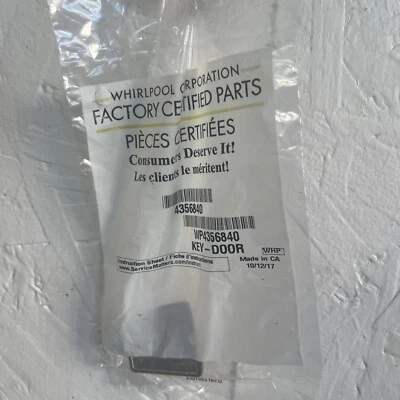 WHIRLPOOL CORPORATION
FACTORY CERTIFIED PARTS
PIÈCES CERTIFIÉES
Consumers Deserve It!
Les clients le méritent!
4356840
WP4356840
KEY-DOOR
WHP
Instruction Sheet / Fiche d'instructions
www.ServiceMatters.com/instruc
Made in CA
10/12/17